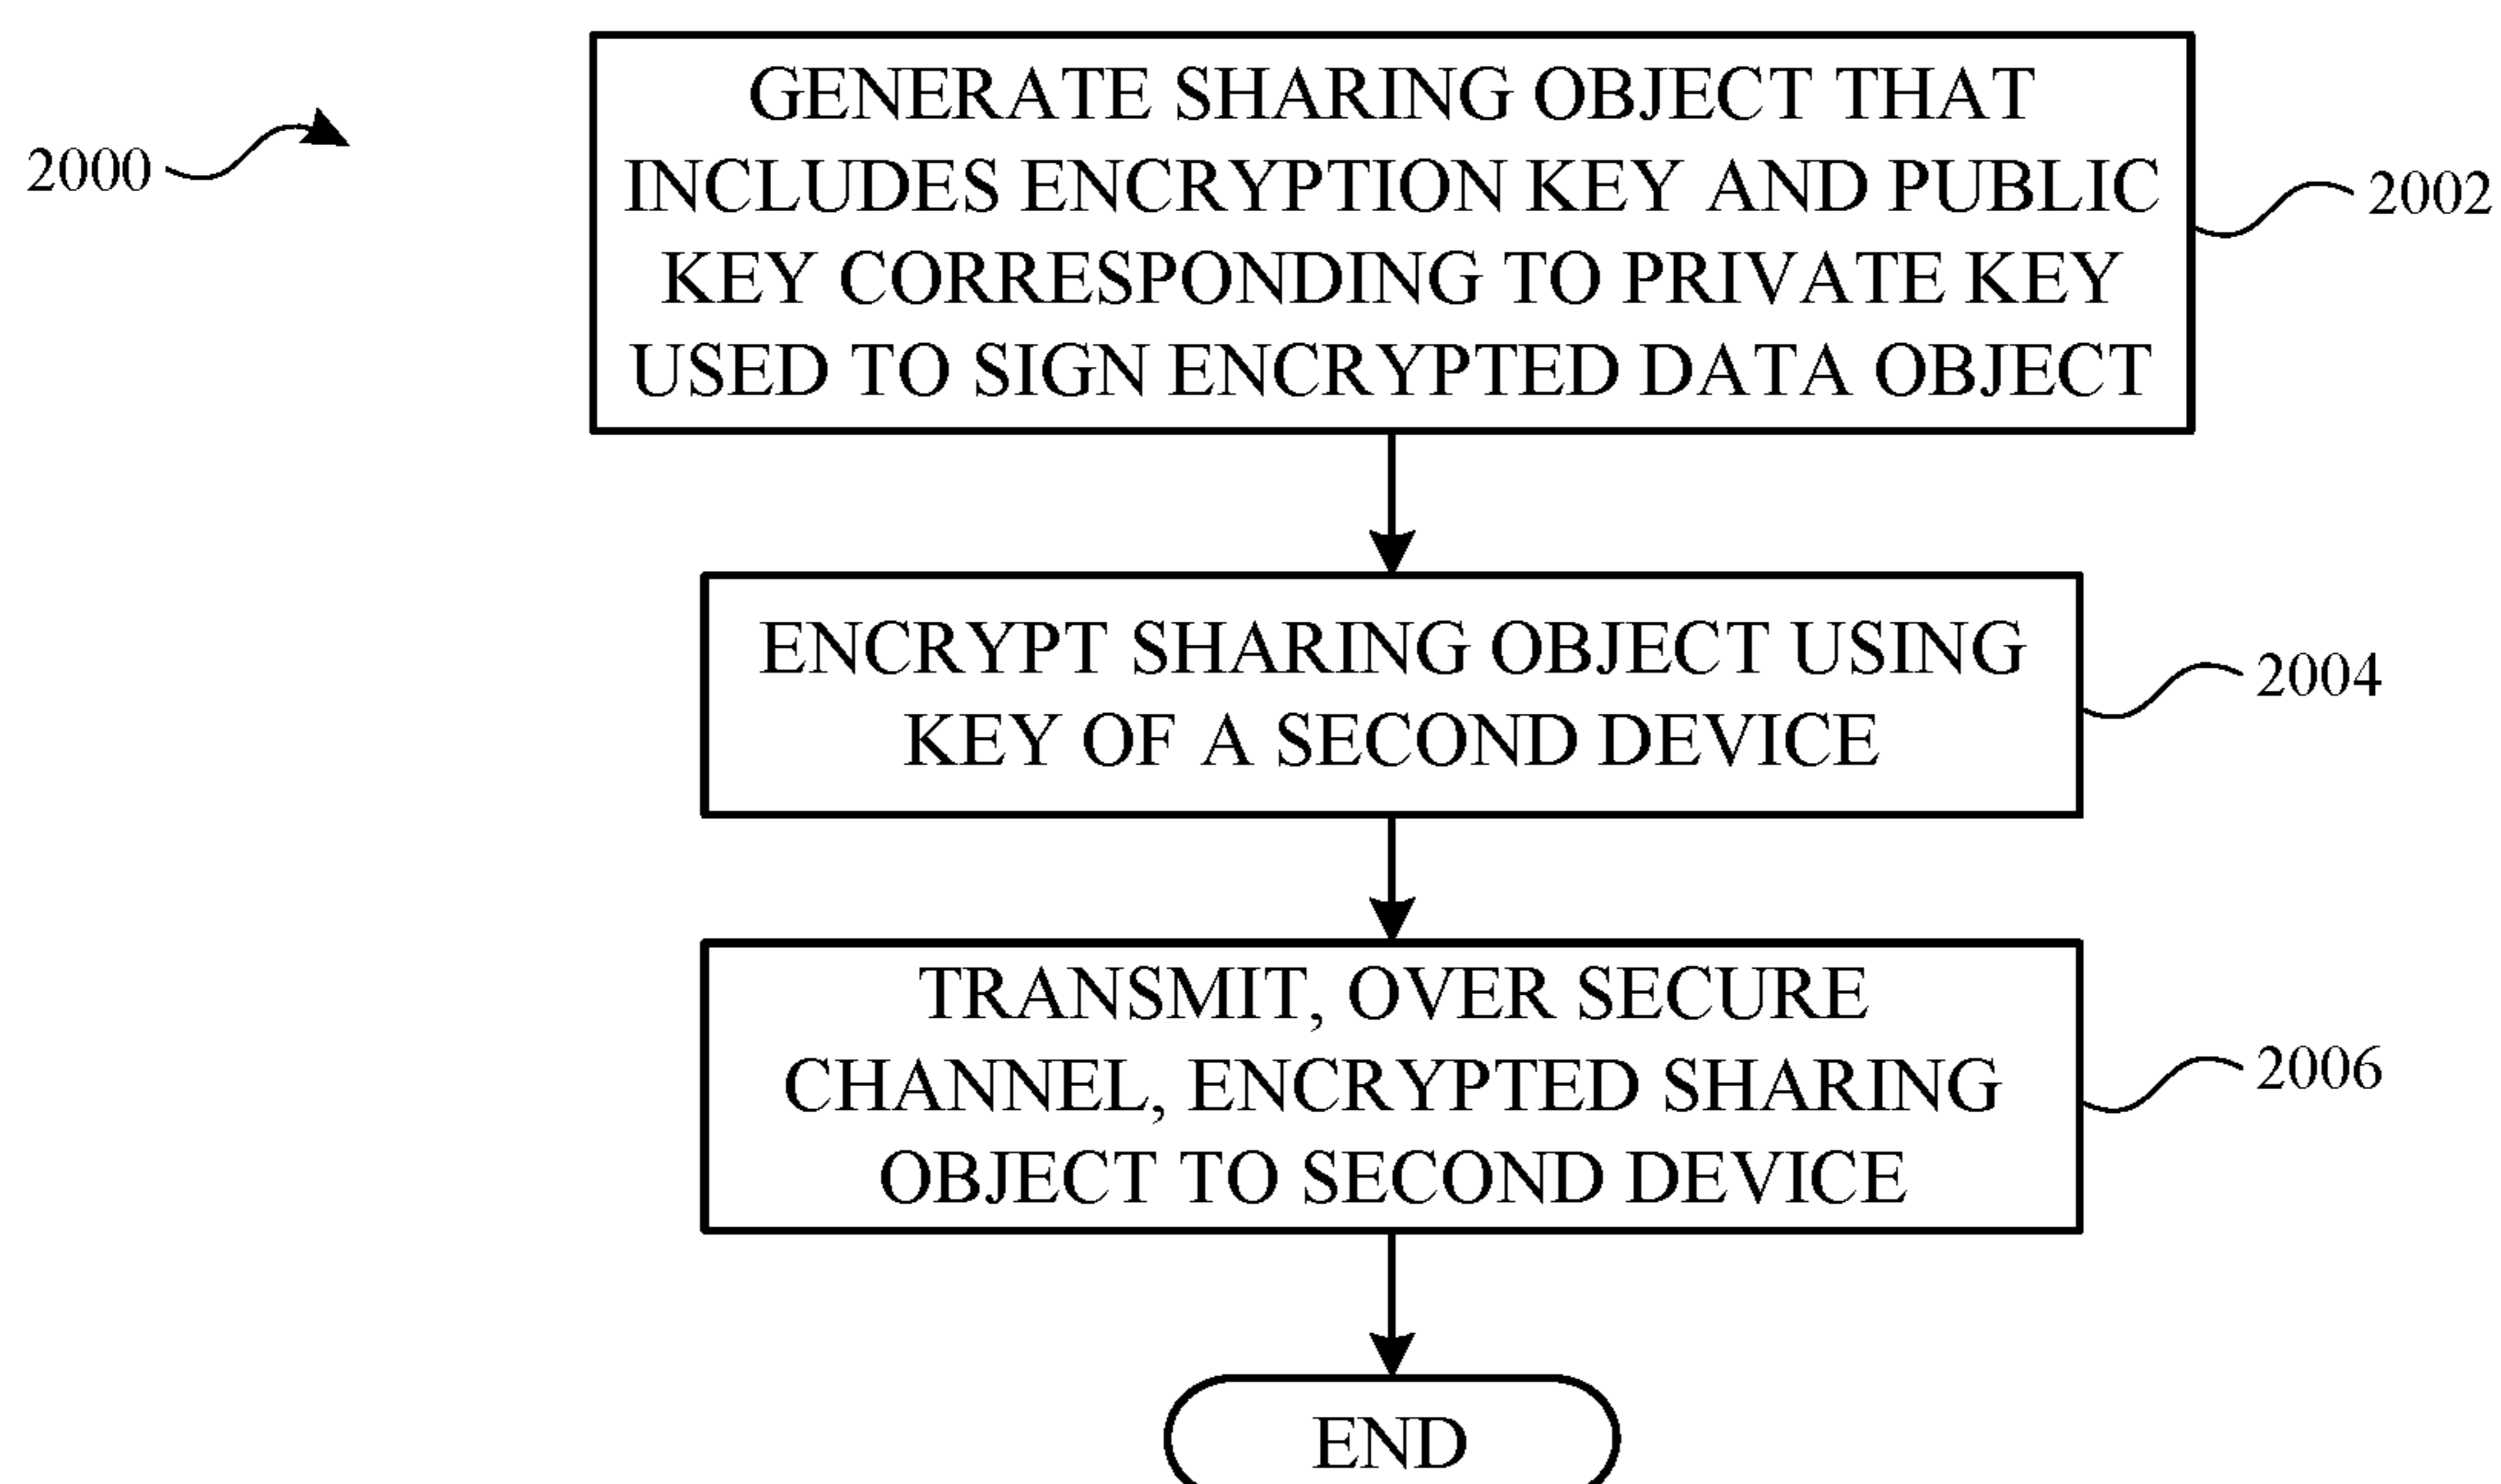 2000
GENERATE SHARING OBJECT THAT
INCLUDES ENCRYPTION KEY AND PUBLIC
KEY CORRESPONDING TO PRIVATE KEY
USED TO SIGN ENCRYPTED DATA OBJECT
2002
ENCRYPT SHARING OBJECT USING
KEY OF A SECOND DEVICE
2004
TRANSMIT, OVER SECURE
CHANNEL, ENCRYPTED SHARING
OBJECT TO SECOND DEVICE
2006
END